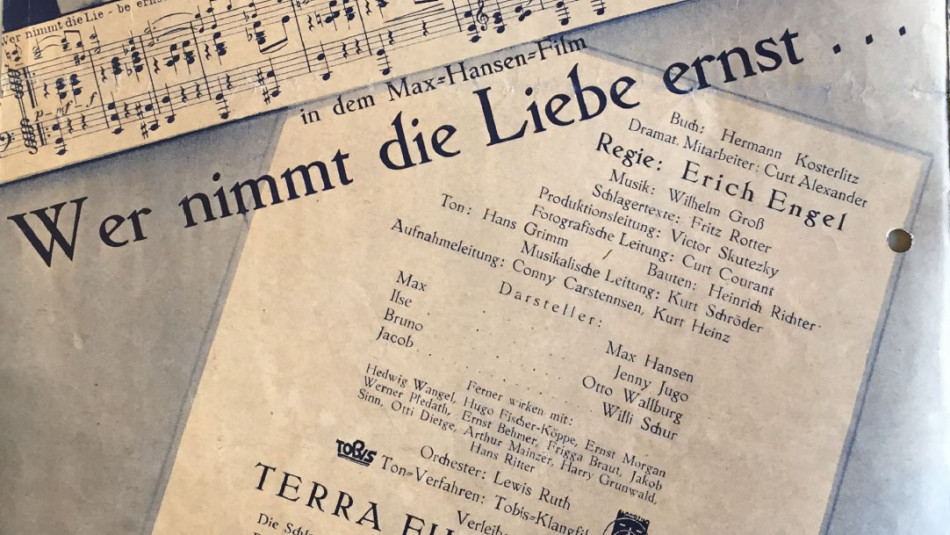 Wer nimmt die Lie - be ernst
in dem Max=Hansen=Film
Wer nimmt die Liebe ernst ...
Buch: Hermann Kosterlitz
Dramat. Mitarbeiter: Curt Alexander
Regie: Erich Engel
Musik: Wilhelm Groß
Schlagertexte: Fritz Rotter
Produktionsleitung: Victor Skutezky
Fotografische Leitung: Curt Courant
Ton: Hans Grimm / Bauten: Heinrich Richter
Musikalische Leitung: Kurt Schröder
Aufnahmeleitung: Conny Carstennsen, Kurt Heinz
Darsteller:
Max . . . Max Hansen
Ilse . . . Jenny Jugo
Bruno . . . Otto Wallburg
Jacob . . . Willi Schur
Ferner wirken mit:
Hedwig Wangel, Hugo Fischer-Köppe, Ernst Morgan
Werner Pledath, Ernst Behmer, Frigga Braut, Jakob
Sinn, Otti Dietze, Arthur Mainzer, Harry Grunwald,
Hans Ritter
Orchester: Lewis Ruth
TOBIS Ton-Verfahren: Tobis-Klangfil
Verleih
TERRA
Die Schl